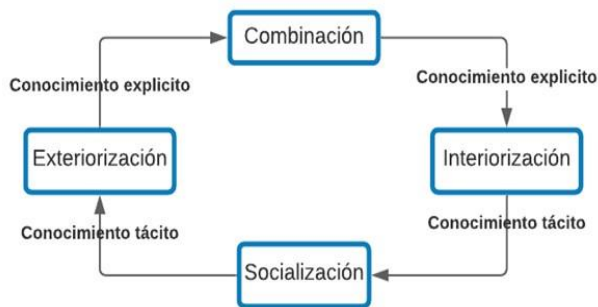 Combinación
Conocimiento explicito
Conocimiento explicito
Exteriorización
Interiorización
Conocimiento tácito
Conocimiento tácito
Socialización